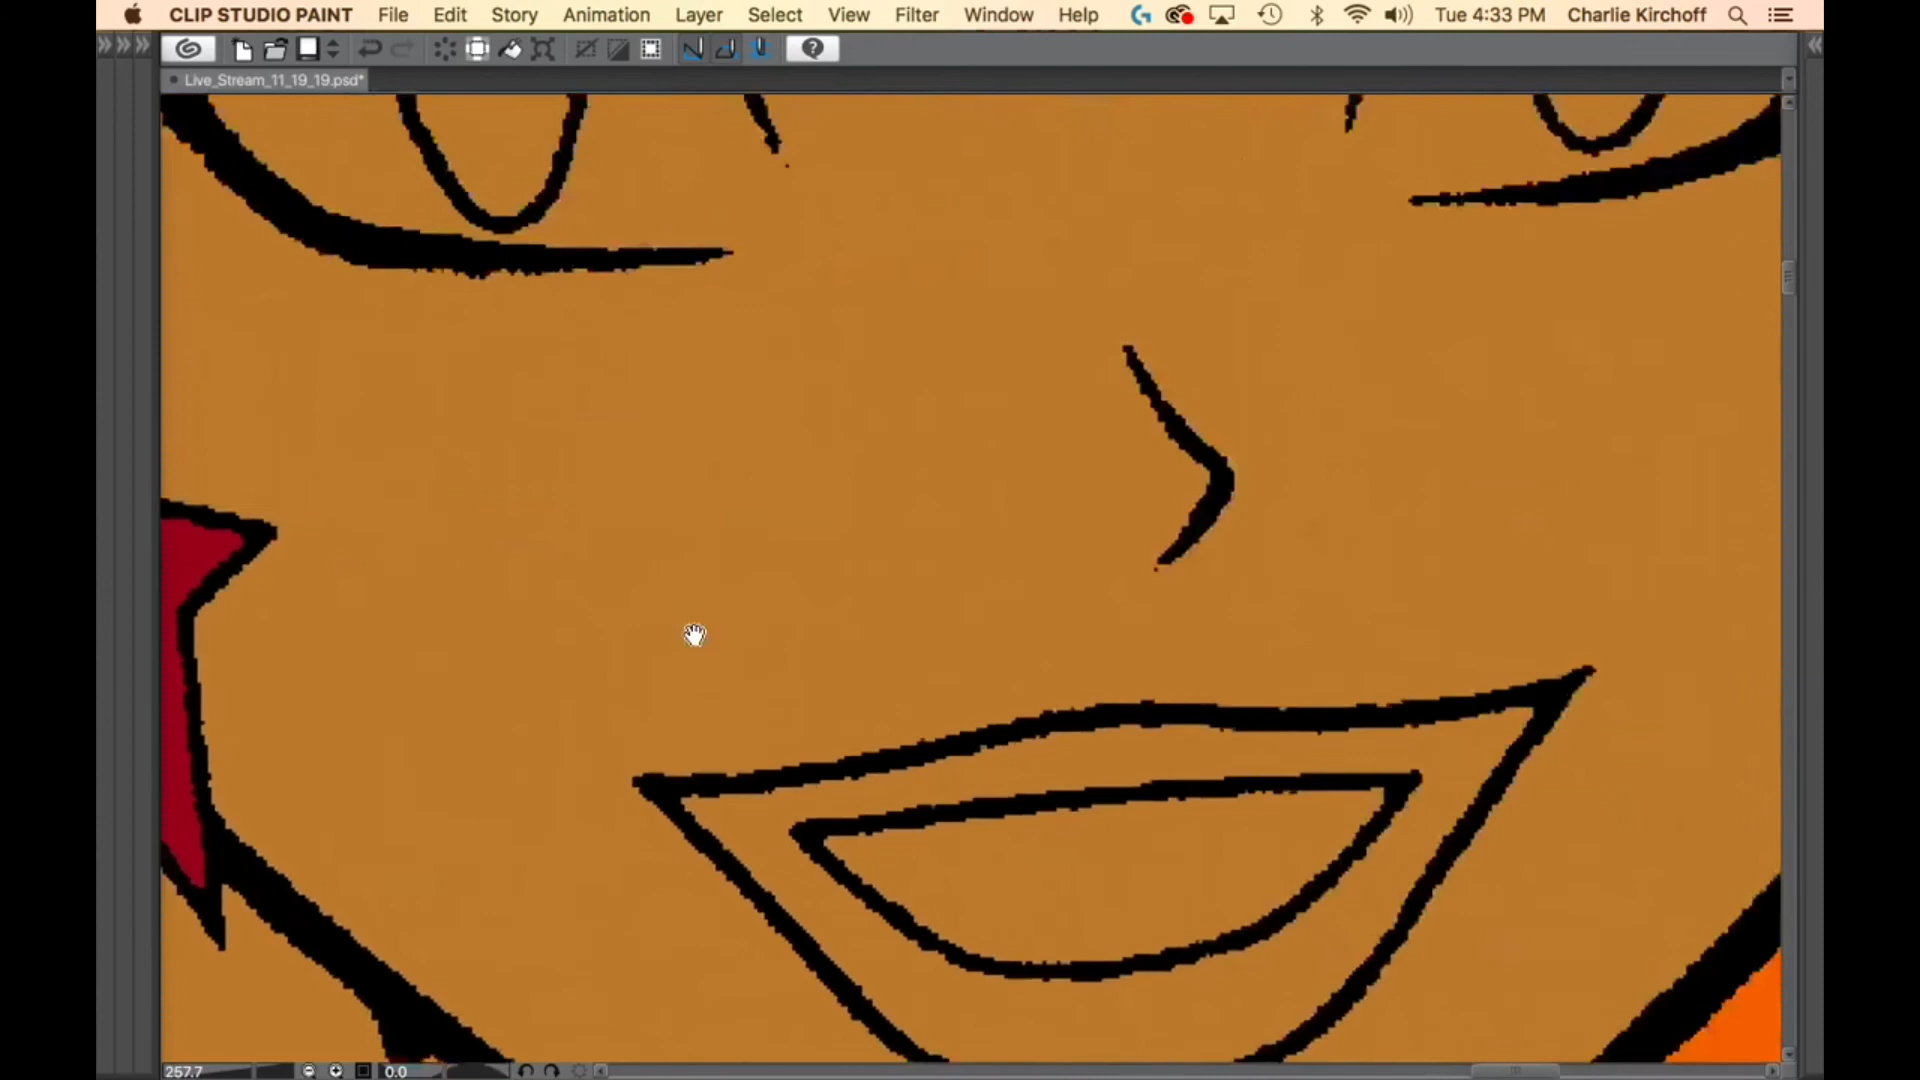 CLIP STUDIO PAINT File Edit Story Animation Layer Select View Filter Window Help Tue 4:33 PM Charlie Kirchoff
Live_Stream_11_19_19.psd*
257.7 0.0